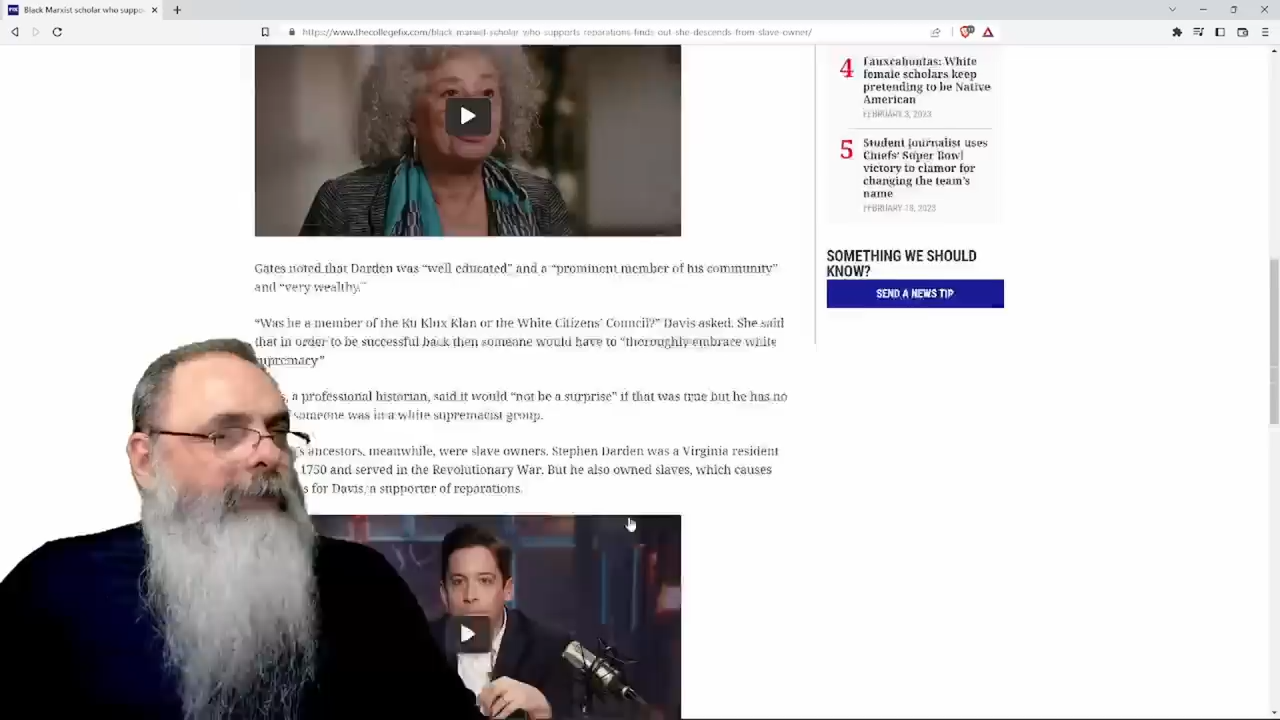 Black Marxist scholar who suppo
https://www.thecollegefix.com/black-marxist-scholar-who-supports-reparations-finds-out-she-descends-from-slave-owner/
4
Fauxcahontas: White
female scholars keep
pretending to be Native
American
FEBRUARY 3, 2023
5
Student journalist uses
Chiefs' Super Bowl
victory to clamor for
changing the team's
name
FEBRUARY 2023
SOMETHING WE SHOULD
KNOW?
SEND A NEWS TIP
Gates noted that Darden was “well educated” and a “prominent member of his community”
and “very wealthy.”
“Was he a member of the Ku Klux Klan or the White Citizens’ Council?” Davis asked. She said
that in order to be successful back then someone would have to “thoroughly embrace white
supremacy”
a professional historian, said it would “not be a surprise” if that was true but he has no
someone was in a white supremacist group.
ancestors, meanwhile, were slave owners. Stephen Darden was a Virginia resident
1750 and served in the Revolutionary War. But he also owned slaves, which causes
for Davis, a supporter of reparations.